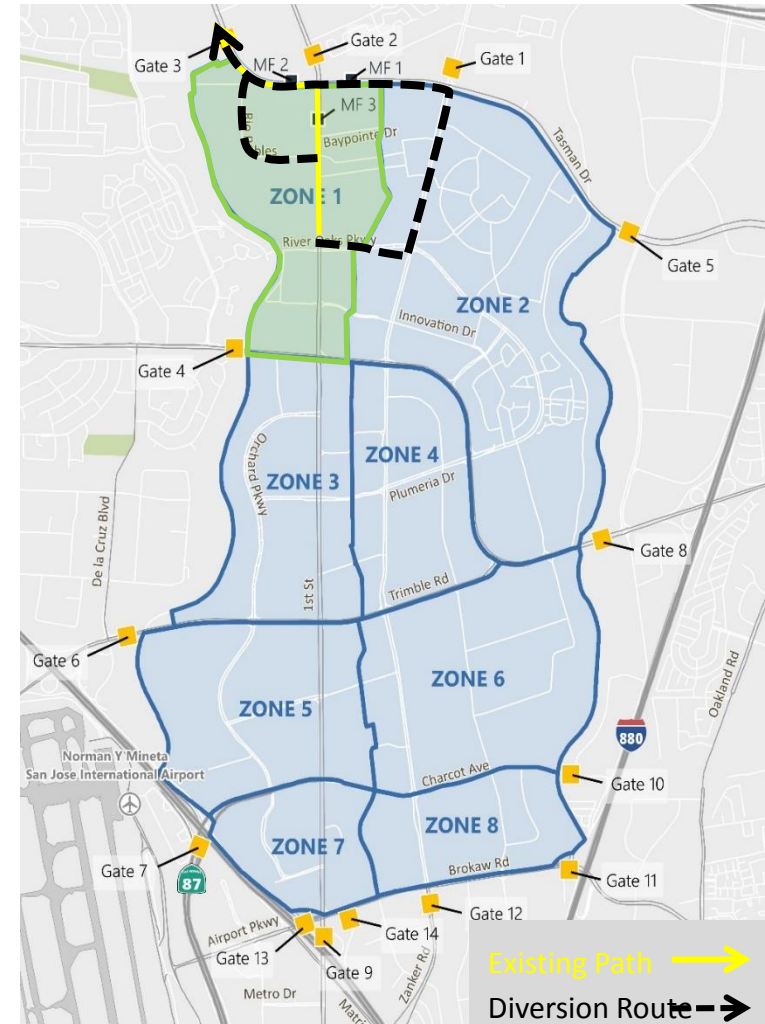 Gate 3
Gate 2
Gate 1
MF 2
MF 1
MF 3
Baypointe Dr
Tasman Dr
ZONE 1
River Oaks Pkwy
Gate 5
ZONE 2
Innovation Dr
Gate 4
Orchard Pkwy
ZONE 3
ZONE 4
Plumeria Dr
De la Cruz Blvd
Gate 8
1st St
Trimble Rd
Gate 6
ZONE 5
ZONE 6
Oakland Rd
880
Norman Y Mineta
San Jose International Airport
Charcot Ave
Gate 10
ZONE 7
ZONE 8
Gate 7
87
Brokaw Rd
Gate 11
Gate 12
Airport Pkwy
Gate 14
Gate 13
Gate 9
Zanker Rd
Metro Dr
Existing Path
Diversion Route